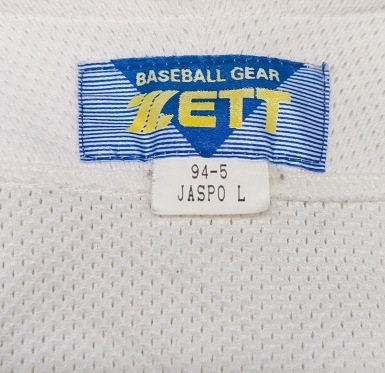 BASEBALL GEAR
ZETT
94-5
JASPO L